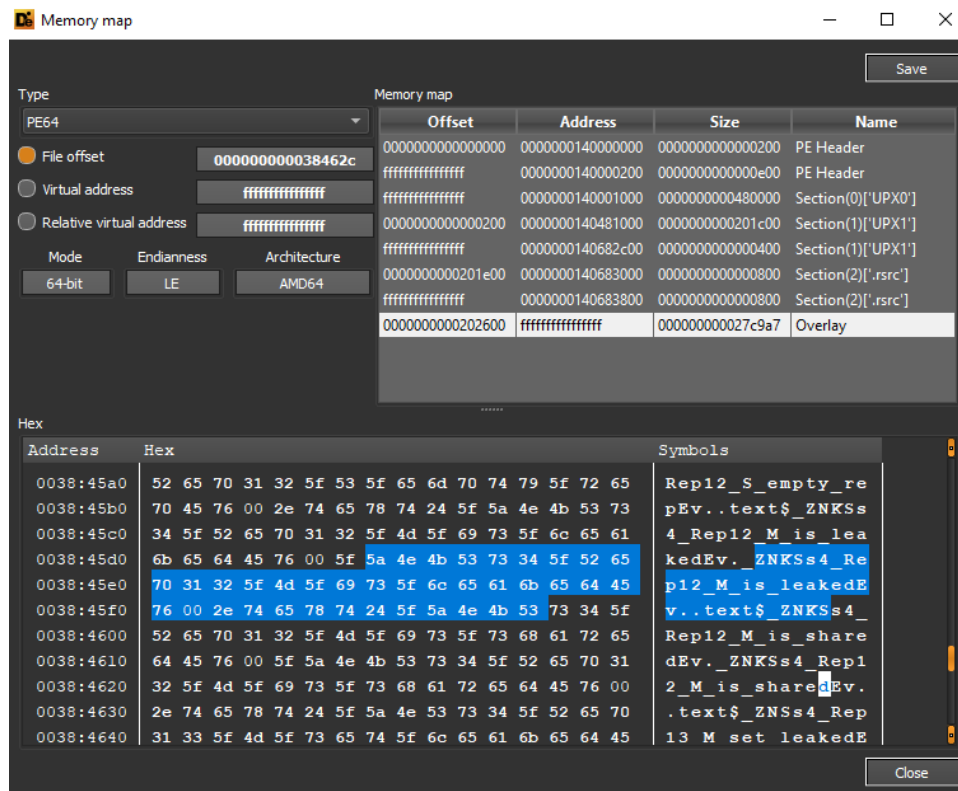 Memory map
Save
Type
Memory map
PE64
File offset
000000000038462c
Virtual address
ffffffffffffffff
Relative virtual address
ffffffffffffffff
Mode Endianness Architecture
64-bit LE AMD64
Offset Address Size Name
0000000000000000 0000000140000000 0000000000000200 PE Header
ffffffffffffffff 0000000140000200 0000000000000e00 PE Header
ffffffffffffffff 0000000140001000 0000000000480000 Section(0)['UPX0']
0000000000000200 0000000140481000 0000000000201c00 Section(1)['UPX1']
ffffffffffffffff 0000000140682c00 0000000000000400 Section(1)['UPX1']
0000000000201e00 0000000140683000 0000000000000800 Section(2)['.rsrc']
ffffffffffffffff 0000000140683800 0000000000000800 Section(2)['.rsrc']
0000000000202600 ffffffffffffffff 000000000027c9a7 Overlay
Hex
Address Hex Symbols
0038:45a0 52 65 70 31 32 5f 53 5f 65 6d 70 74 79 5f 72 65 Rep12_S_empty_re
0038:45b0 70 45 76 00 2e 74 65 78 74 24 5f 5a 4e 4b 53 73 pEv..text$_ZNKSs
0038:45c0 34 5f 52 65 70 31 32 5f 4d 5f 69 73 5f 6c 65 61 4_Rep12_M_is_lea
0038:45d0 6b 65 64 45 76 00 5f 5a 4e 4b 53 73 34 5f 52 65 kedEv._ZNKSs4_Re
0038:45e0 70 31 32 5f 4d 5f 69 73 5f 6c 65 61 6b 65 64 45 p12_M_is_leakedE
0038:45f0 76 00 2e 74 65 78 74 24 5f 5a 4e 4b 53 73 34 5f v..text$_ZNKSs4_
0038:4600 52 65 70 31 32 5f 4d 5f 69 73 5f 73 68 61 72 65 Rep12_M_is_share
0038:4610 64 45 76 00 5f 5a 4e 4b 53 73 34 5f 52 65 70 31 dEv._ZNKSs4_Rep1
0038:4620 32 5f 4d 5f 69 73 5f 73 68 61 72 65 64 45 76 00 2_M_is_sharedEv.
0038:4630 2e 74 65 78 74 24 5f 5a 4e 53 73 34 5f 52 65 70 .text$_ZNSs4_Rep
0038:4640 31 33 5f 4d 5f 73 65 74 5f 6c 65 61 6b 65 64 45 13_M_set_leakedE
Close